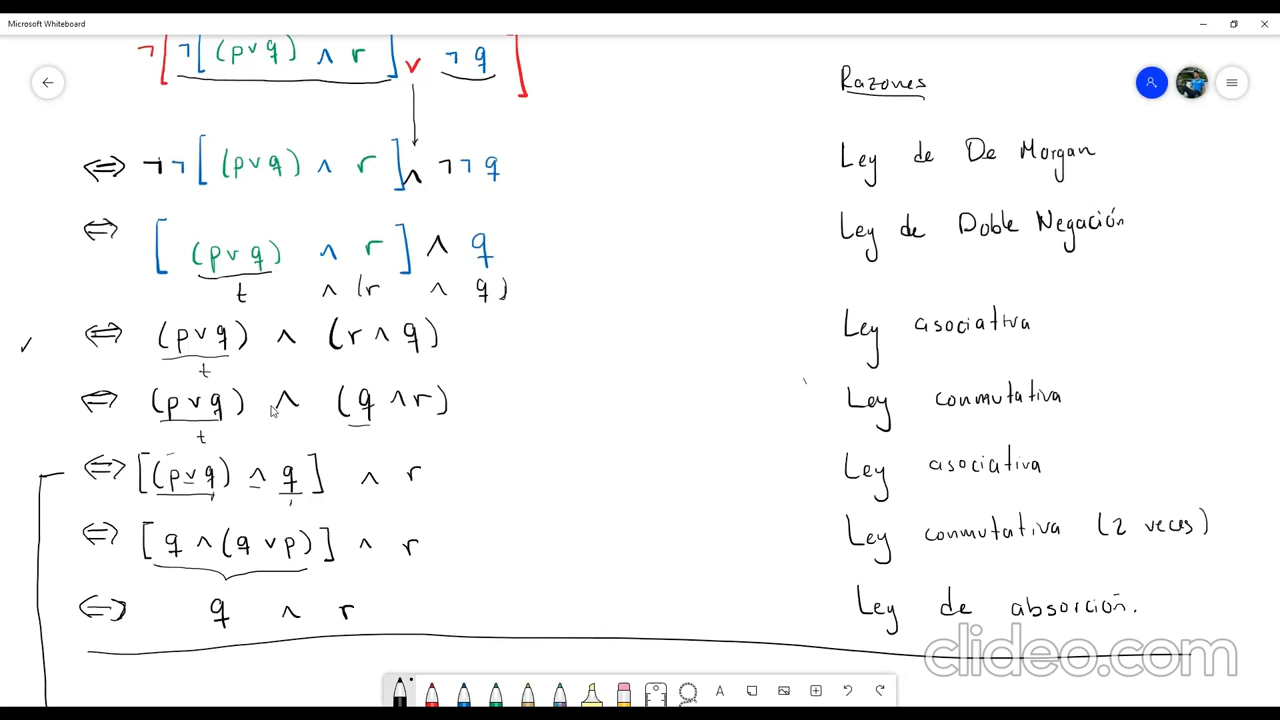 Microsoft Whiteboard
¬[¬[(p∨q) ∧ r] ∨ ¬q]
Razones
⇔ ¬¬[(p∨q) ∧ r] ∧ ¬¬q
Ley de De Morgan
⇔ [(p∨q) ∧ r] ∧ q
Ley de Doble Negación
t ∧ (r ∧ q)
✓ ⇔ (p∨q) ∧ (r ∧ q)
Ley asociativa
t
⇔ (p∨q) ∧ (q ∧ r)
Ley conmutativa
t
⇔ [(p∨q) ∧ q] ∧ r
Ley asociativa
⇔ [q ∧ (q ∨ p)] ∧ r
Ley conmutativa (2 veces)
⇔ q ∧ r
Ley de absorción.
clideo.com
A